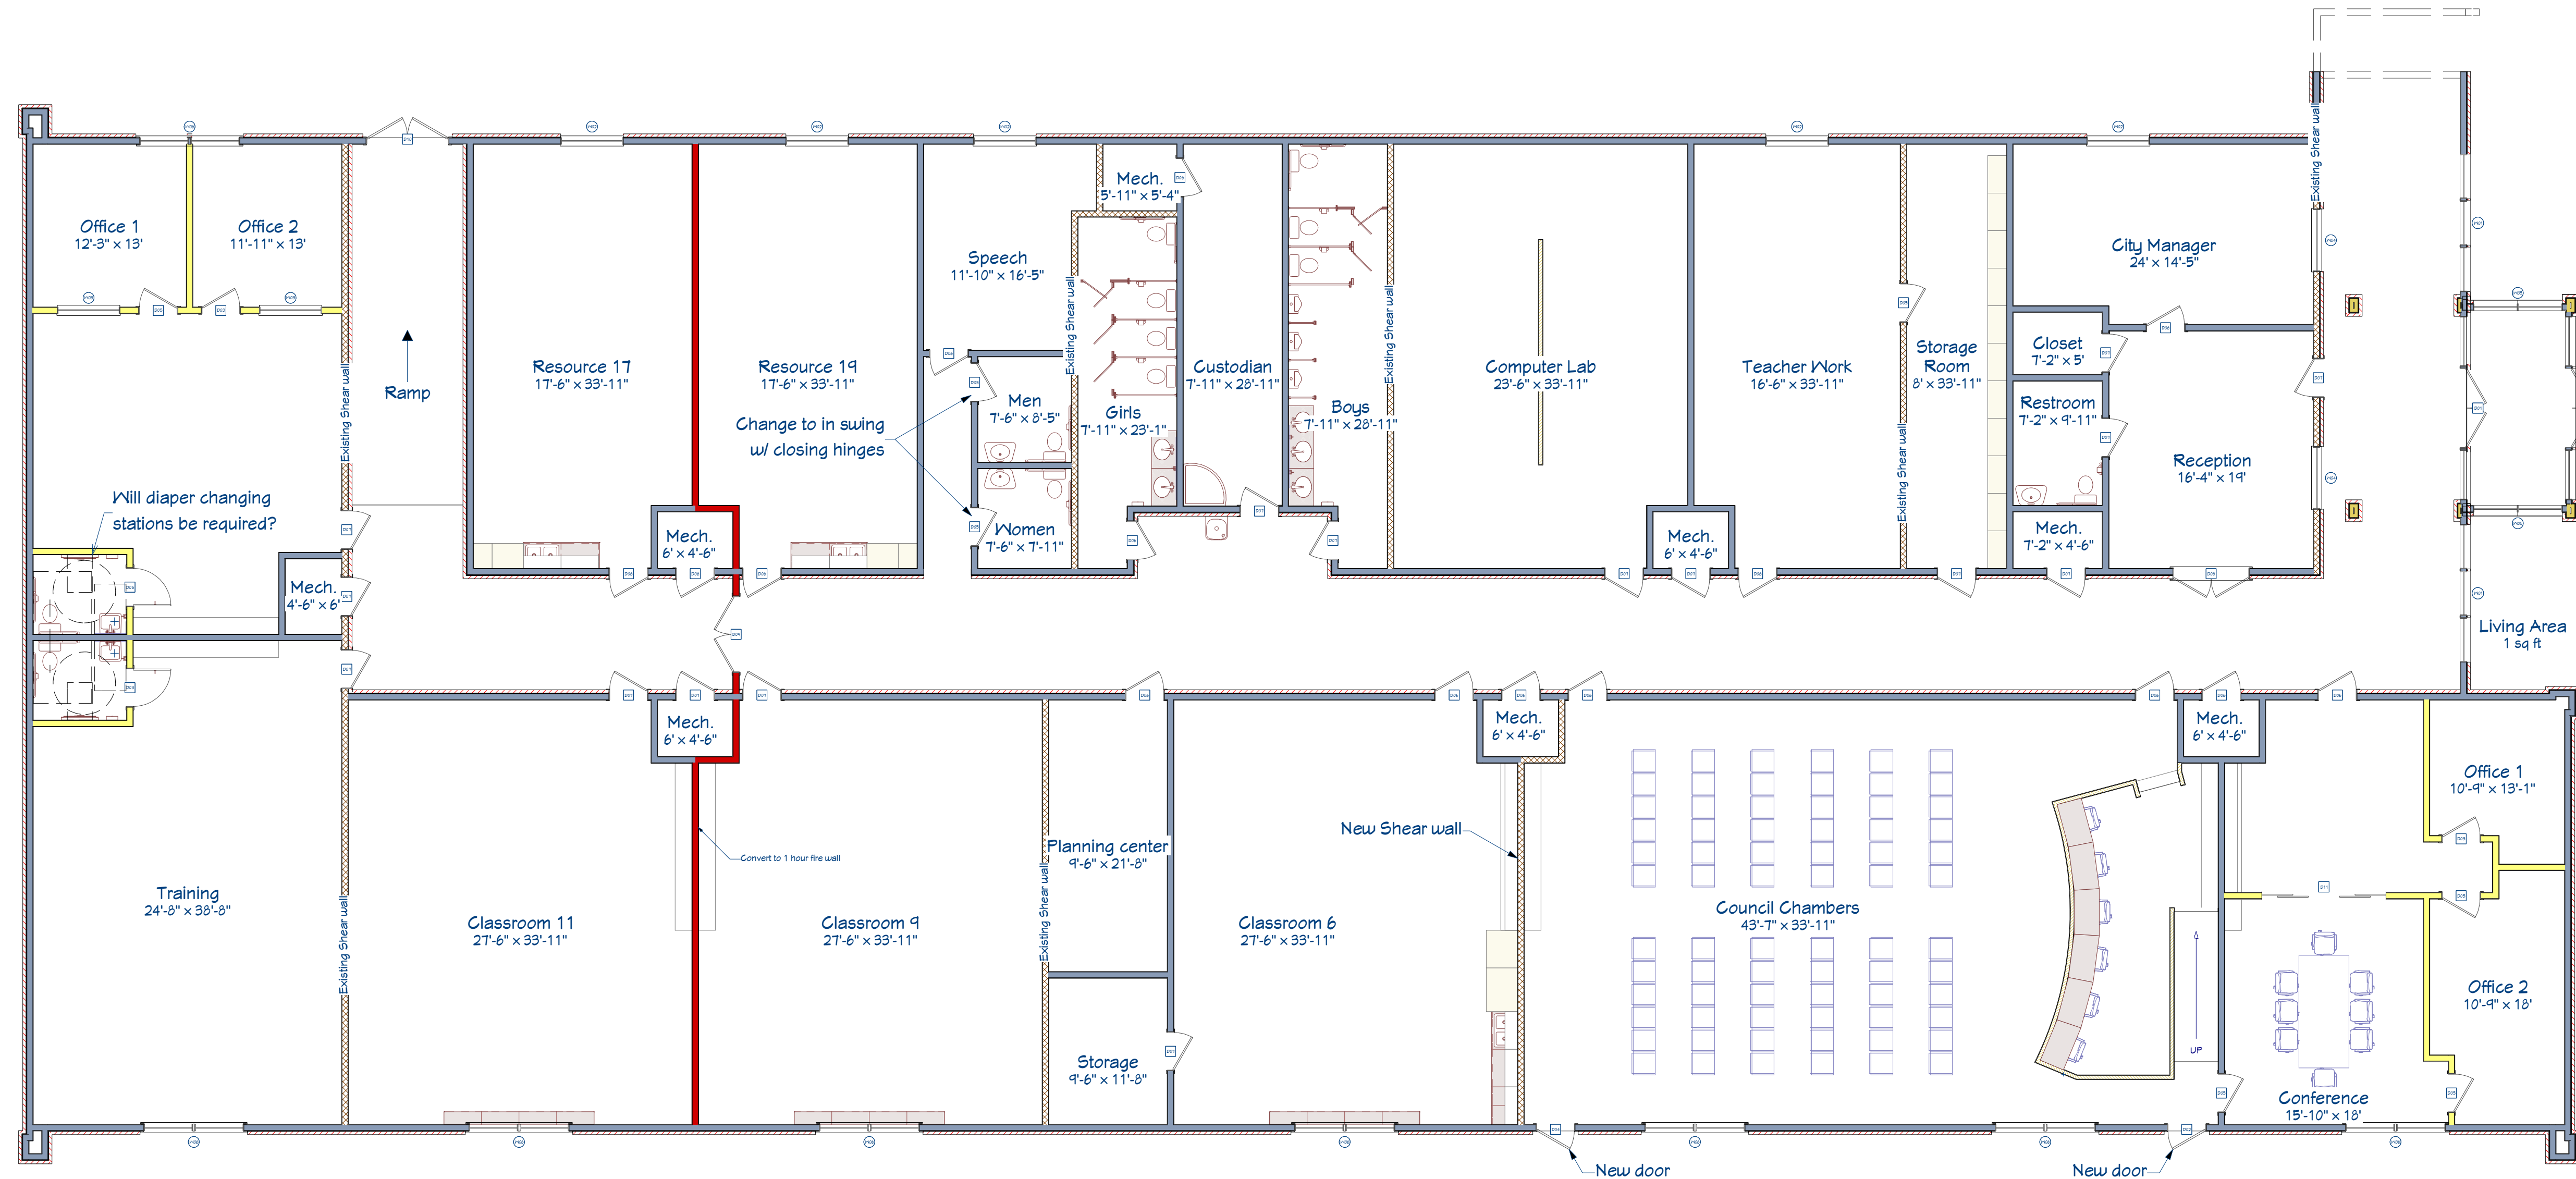 Office 1
12'-3" × 13'
Office 2
11'-11" × 13'
Existing Shear wall
Ramp
Resource 17
17'-6" × 33'-11"
Resource 19
17'-6" × 33'-11"
Speech
11'-10" × 16'-5"
Mech.
5'-11" × 5'-4"
Existing Shear wall
Men
7'-6" × 8'-5"
Women
7'-6" × 7'-11"
Change to in swing
w/ closing hinges
Girls
7'-11" × 23'-1"
Custodian
7'-11" × 28'-11"
Boys
7'-11" × 28'-11"
Existing Shear wall
Computer Lab
23'-6" × 33'-11"
Teacher Work
16'-6" × 33'-11"
Existing Shear wall
Storage
Room
8' × 33'-11"
City Manager
24' × 14'-5"
Existing Shear wall
Closet
7'-2" × 5'
Restroom
7'-2" × 9'-11"
Reception
16'-4" × 19'
Mech.
7'-2" × 4'-6"
Mech.
6' × 4'-6"
Mech.
6' × 4'-6"
Will diaper changing
stations be required?
Mech.
4'-6" × 6'
Living Area
1 sq ft
Training
24'-8" × 38'-8"
Existing Shear wall
Classroom 11
27'-6" × 33'-11"
Mech.
6' × 4'-6"
Convert to 1 hour fire wall
Classroom 9
27'-6" × 33'-11"
Existing Shear wall
Planning center
9'-6" × 21'-8"
Storage
9'-6" × 11'-8"
Classroom 6
27'-6" × 33'-11"
New Shear wall
Mech.
6' × 4'-6"
Council Chambers
43'-7" × 33'-11"
UP
Mech.
6' × 4'-6"
Office 1
10'-9" × 13'-1"
Office 2
10'-9" × 18'
Conference
15'-10" × 18'
New door
New door